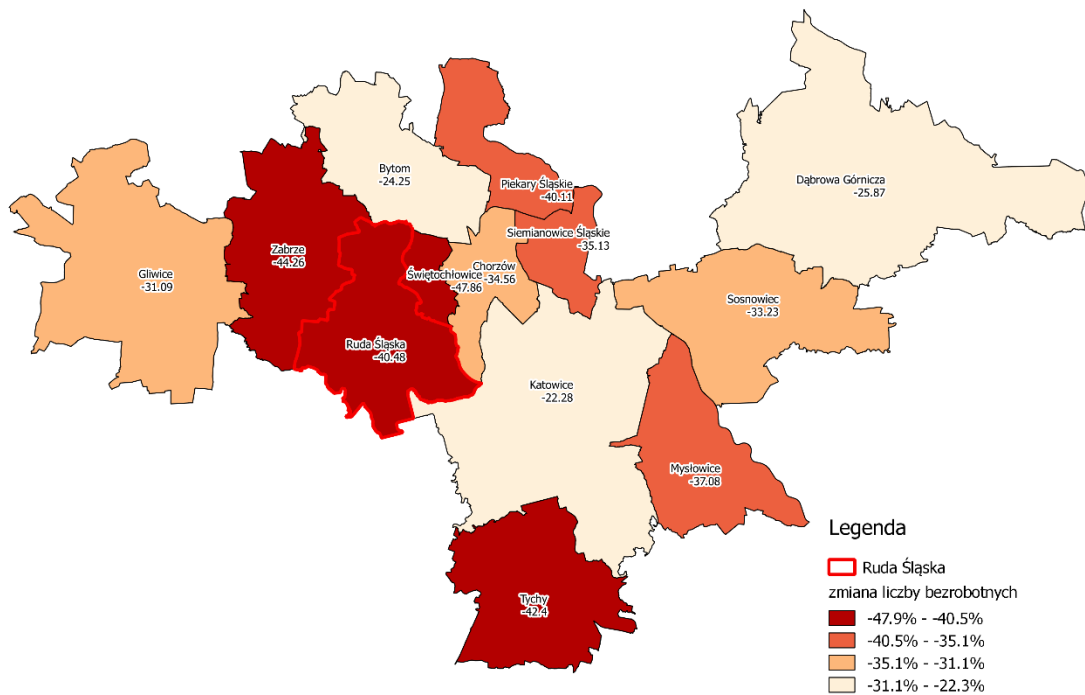 Bytom
-24.25
Piekary Śląskie
-40.11
Dąbrowa Górnicza
-25.87
Siemianowice Śląskie
-35.13
Zabrze
-44.26
Gliwice
-31.09
Świętochłowice
-47.86
Chorzów
-34.56
Sosnowiec
-33.23
Ruda Śląska
-40.48
Katowice
-22.28
Mysłowice
-37.08
Tychy
-42.4
Legenda
Ruda Śląska
zmiana liczby bezrobotnych
-47.9% - -40.5%
-40.5% - -35.1%
-35.1% - -31.1%
-31.1% - -22.3%